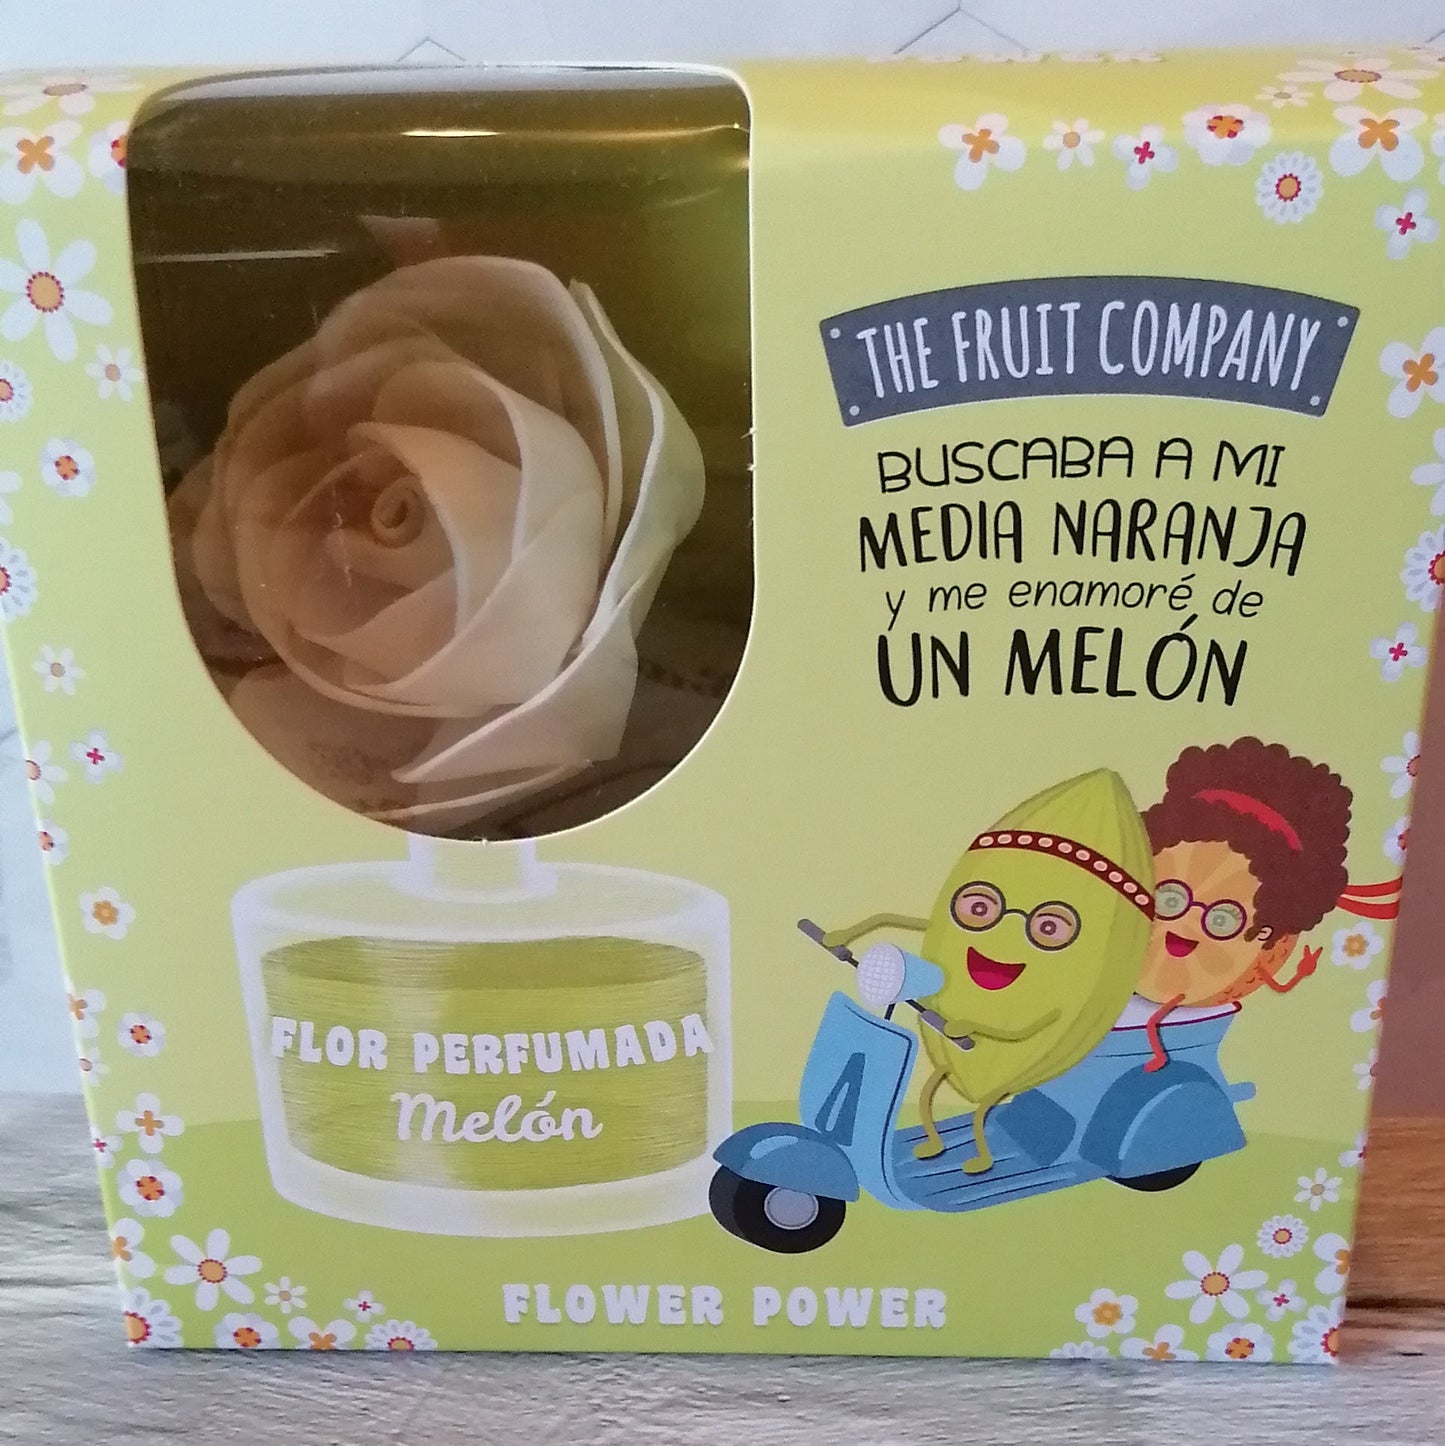 THE FRUIT COMPANY
BUSCABA A MI
MEDIA NARANJA
y me enamoré de
UN MELÓN
FLOR PERFUMADA
Melón
FLOWER POWER